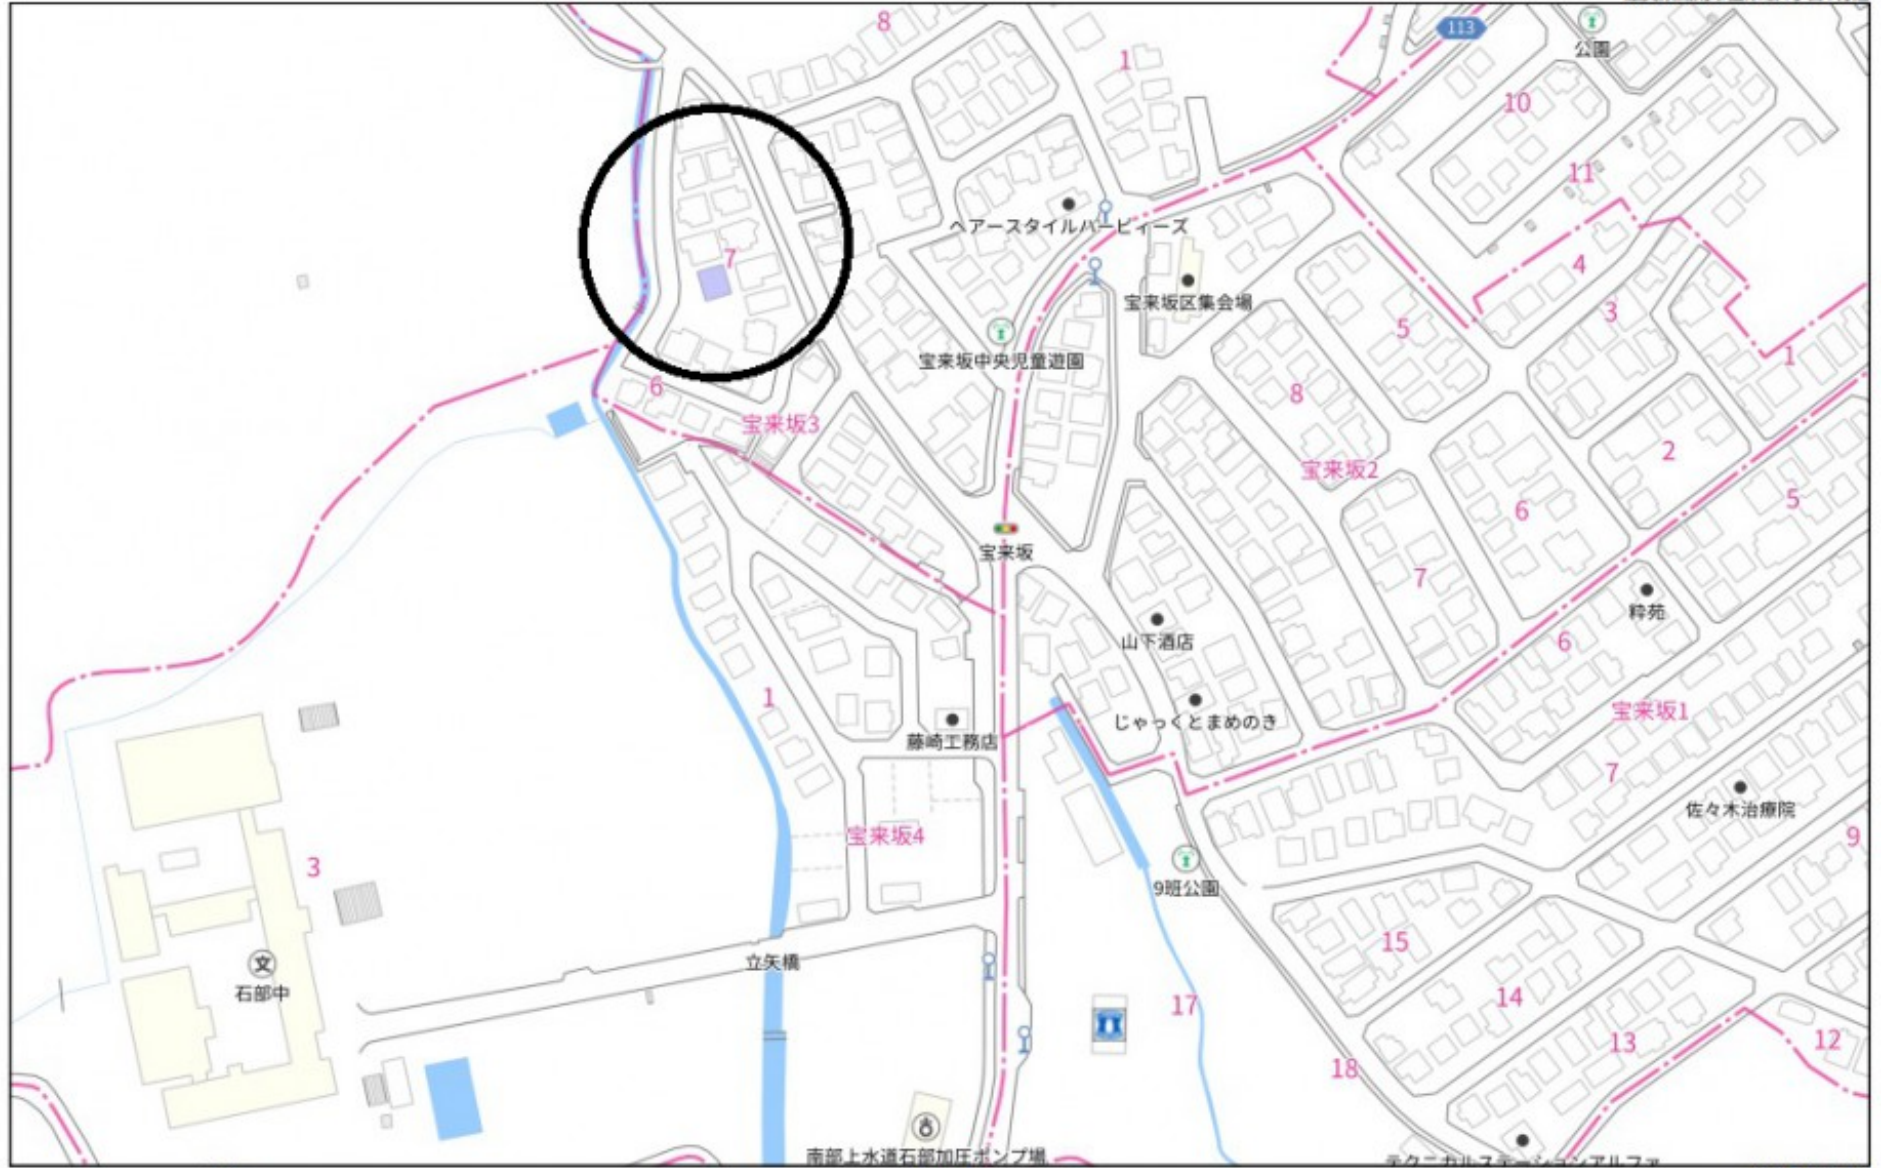 8
113
公園
1
10
11
ヘアースタイルハービィーズ
7
4
宝来坂区集会場
3
5
宝来坂中央児童遊園
1
6
8
宝来坂3
2
宝来坂2
5
6
宝来坂
7
粋苑
山下酒店
6
1
宝来坂1
じゃっくとまめのき
藤崎工務店
7
佐々木治療院
宝来坂4
9
3
9班公園
15
立矢橋
文
石部中
14
17
13
12
18
南部上水道石部加圧ポンプ場